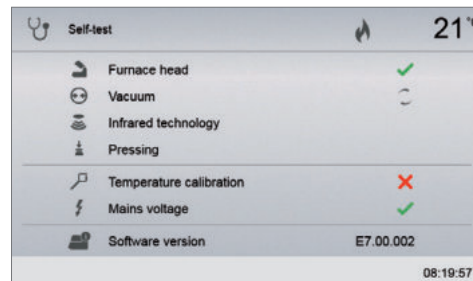 Self-test 21°
Furnace head
Vacuum
Infrared technology
Pressing
Temperature calibration
Mains voltage
Software version E7.00.002
08:19:57